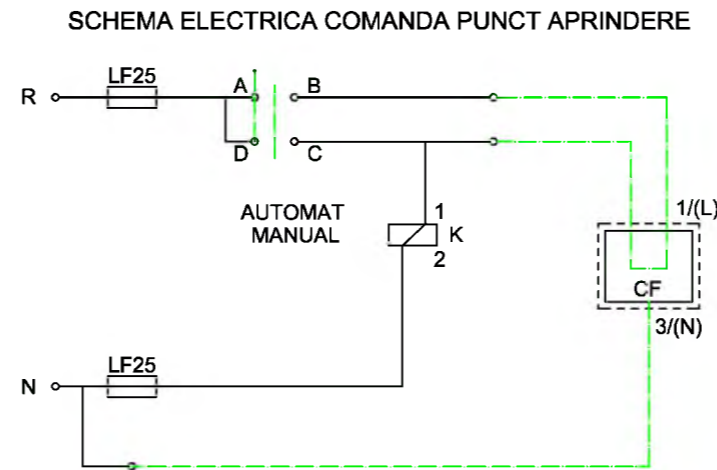 SCHEMA ELECTRICA COMANDA PUNCT APRINDERE
LF25
R
A
B
D
C
AUTOMAT
MANUAL
1
K
2
1/(L)
CF
3/(N)
LF25
N